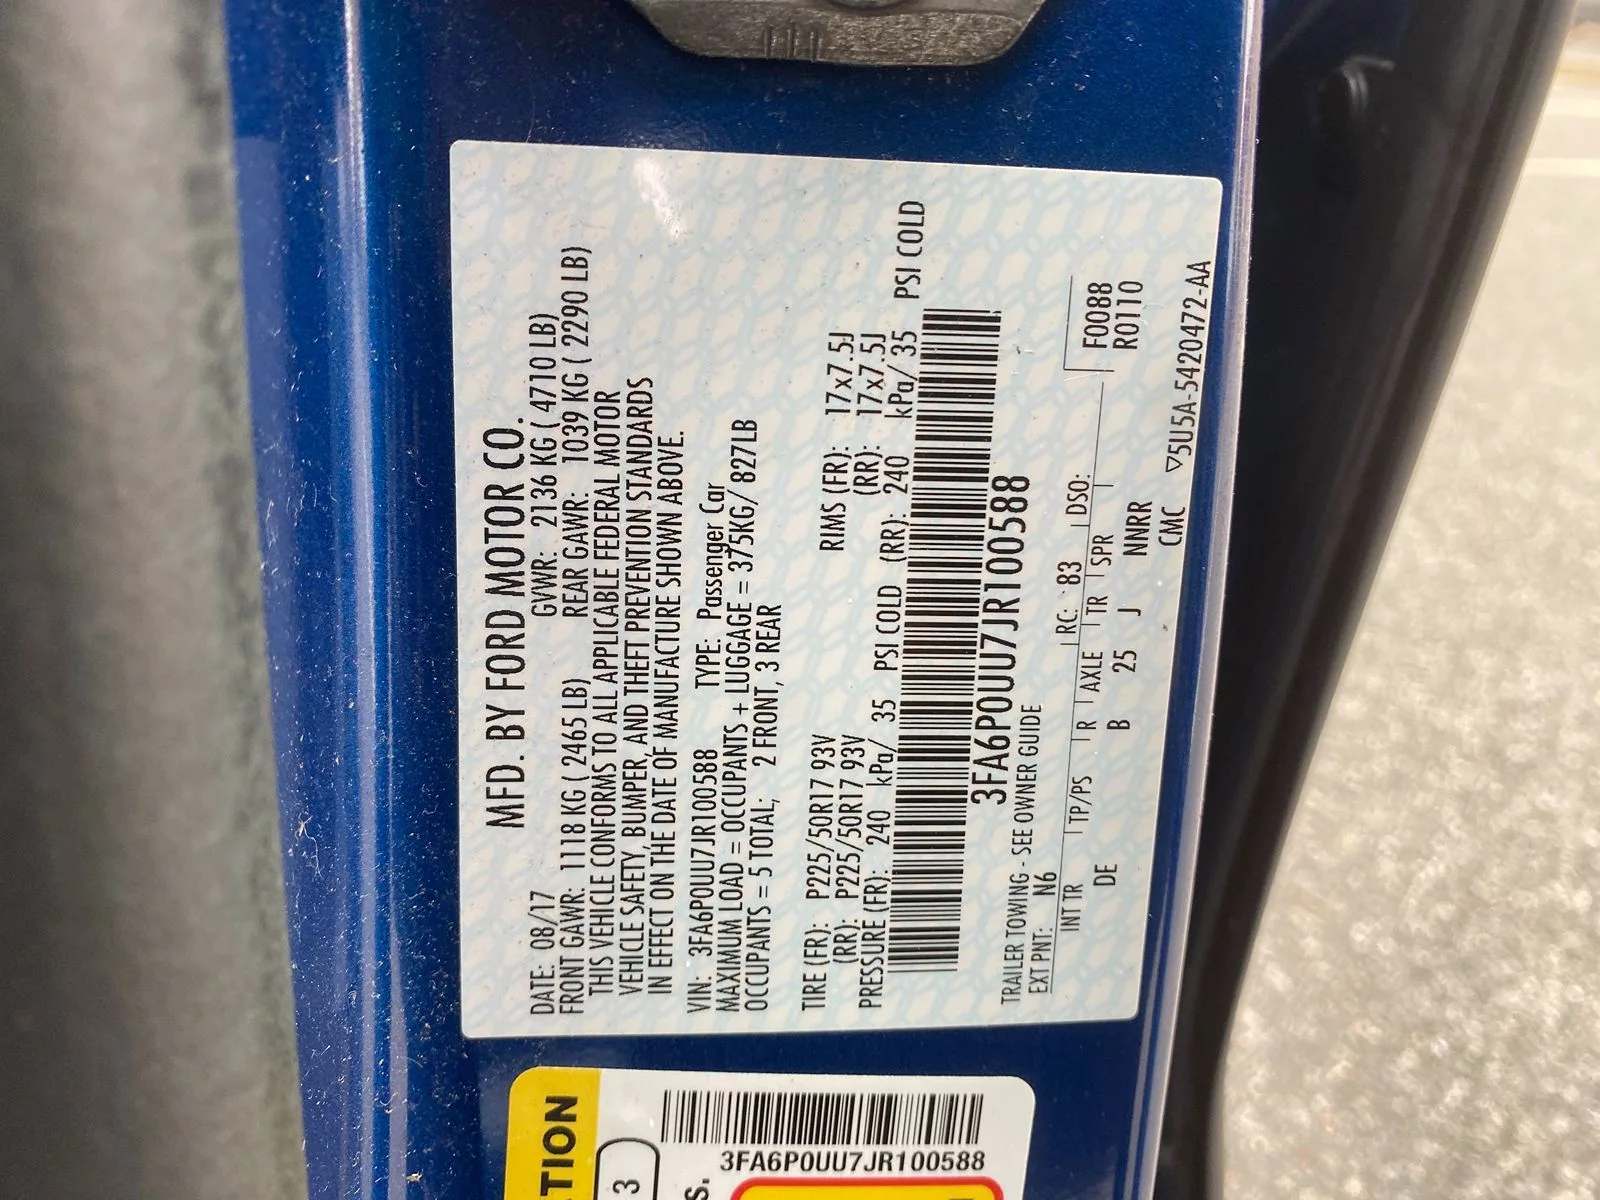 MFD. BY FORD MOTOR CO.
DATE: 08/17 GVWR: 2136 KG ( 4710 LB)
FRONT GAWR: 1118 KG ( 2465 LB) REAR GAWR: 1039 KG ( 2290 LB)
THIS VEHICLE CONFORMS TO ALL APPLICABLE FEDERAL MOTOR
VEHICLE SAFETY, BUMPER, AND THEFT PREVENTION STANDARDS
IN EFFECT ON THE DATE OF MANUFACTURE SHOWN ABOVE.
VIN: 3FA6P0UU7JR100588 TYPE: Passenger Car
MAXIMUM LOAD = OCCUPANTS + LUGGAGE = 375KG/ 827LB
OCCUPANTS = 5 TOTAL; 2 FRONT, 3 REAR
TIRE (FR): P225/50R17 93V RIMS (FR): 17x7.5J
(RR): P225/50R17 93V (RR): 17x7.5J
PRESSURE (FR): 240 kPa/ 35 PSI COLD (RR): 240 kPa/ 35 PSI COLD
3FA6P0UU7JR100588
TRAILER TOWING - SEE OWNER GUIDE
EXT PNT: N6 RC: 83 DSO: F0088
INT TR TP/PS R AXLE TR SPR R0110
DE B 25 J NNRR
CMC ▽5U5A-5420472-AA
TION
3
3FA6P0UU7JR100588
S.